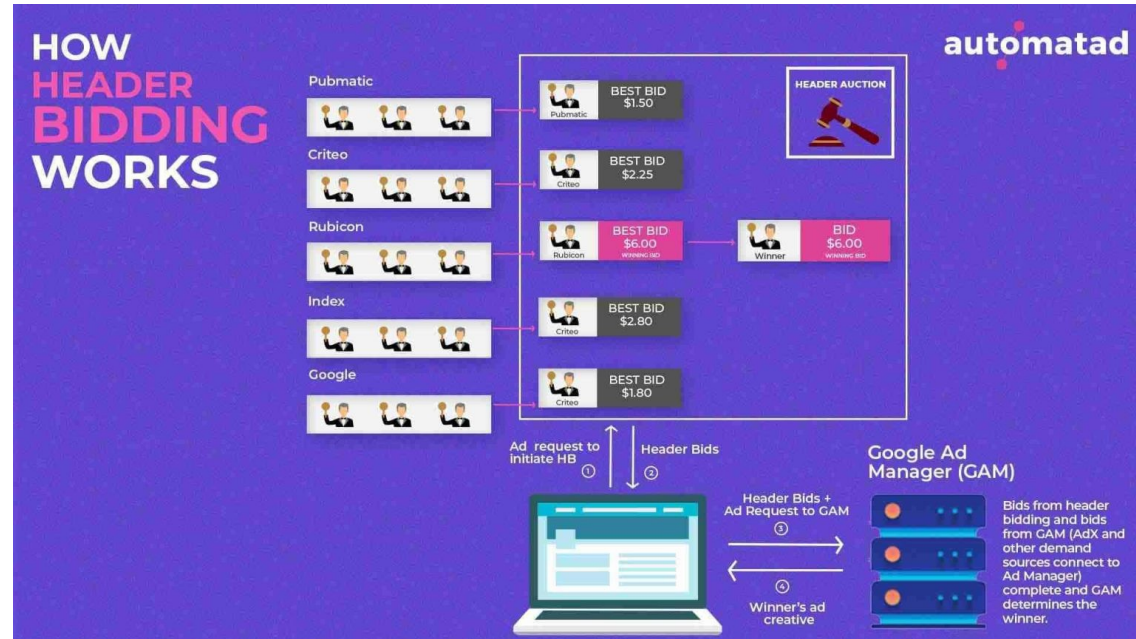 HOW
HEADER
BIDDING
WORKS
automatad
Pubmatic
Pubmatic
BEST BID
$1.50
HEADER AUCTION
Criteo
Criteo
BEST BID
$2.25
Rubicon
Rubicon
BEST BID
$6.00
WINNING BID
Winner
BID
$6.00
WINNING BID
Index
Criteo
BEST BID
$2.80
Google
Criteo
BEST BID
$1.80
Ad request to
initiate HB
1
Header Bids
2
Header Bids +
Ad Request to GAM
3
4
Winner's ad
creative
Google Ad
Manager (GAM)
Bids from header
bidding and bids
from GAM (AdX and
other demand
sources connect to
Ad Manager)
complete and GAM
determines the
winner.